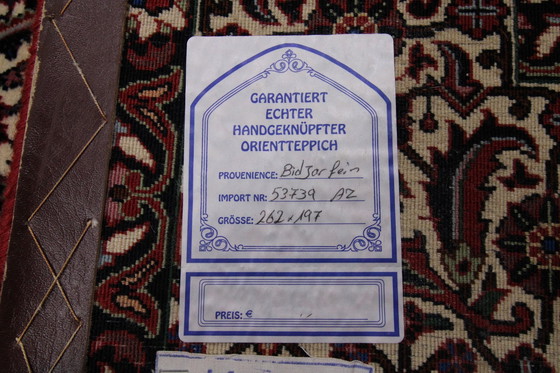 GARANTIERT
ECHTER
HANDGEKNÜPFTER
ORIENTTEPPICH
PROVENIENCE: Bidjar fein
IMPORT NR: 53739 AZ
GRÖSSE: 262 x 197
PREIS: €